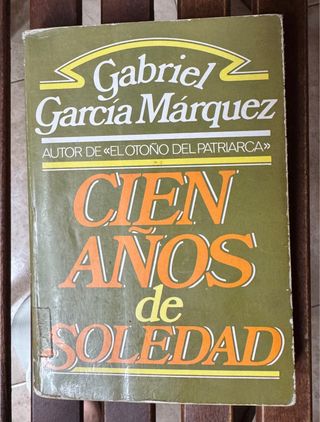 Gabriel
García Márquez
AUTOR DE «EL OTOÑO DEL PATRIARCA»
CIEN
AÑOS
de
SOLEDAD